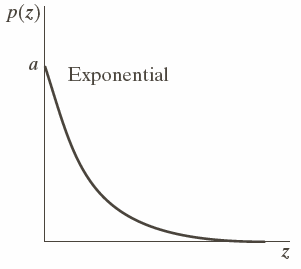 p(z)
a
Exponential
z